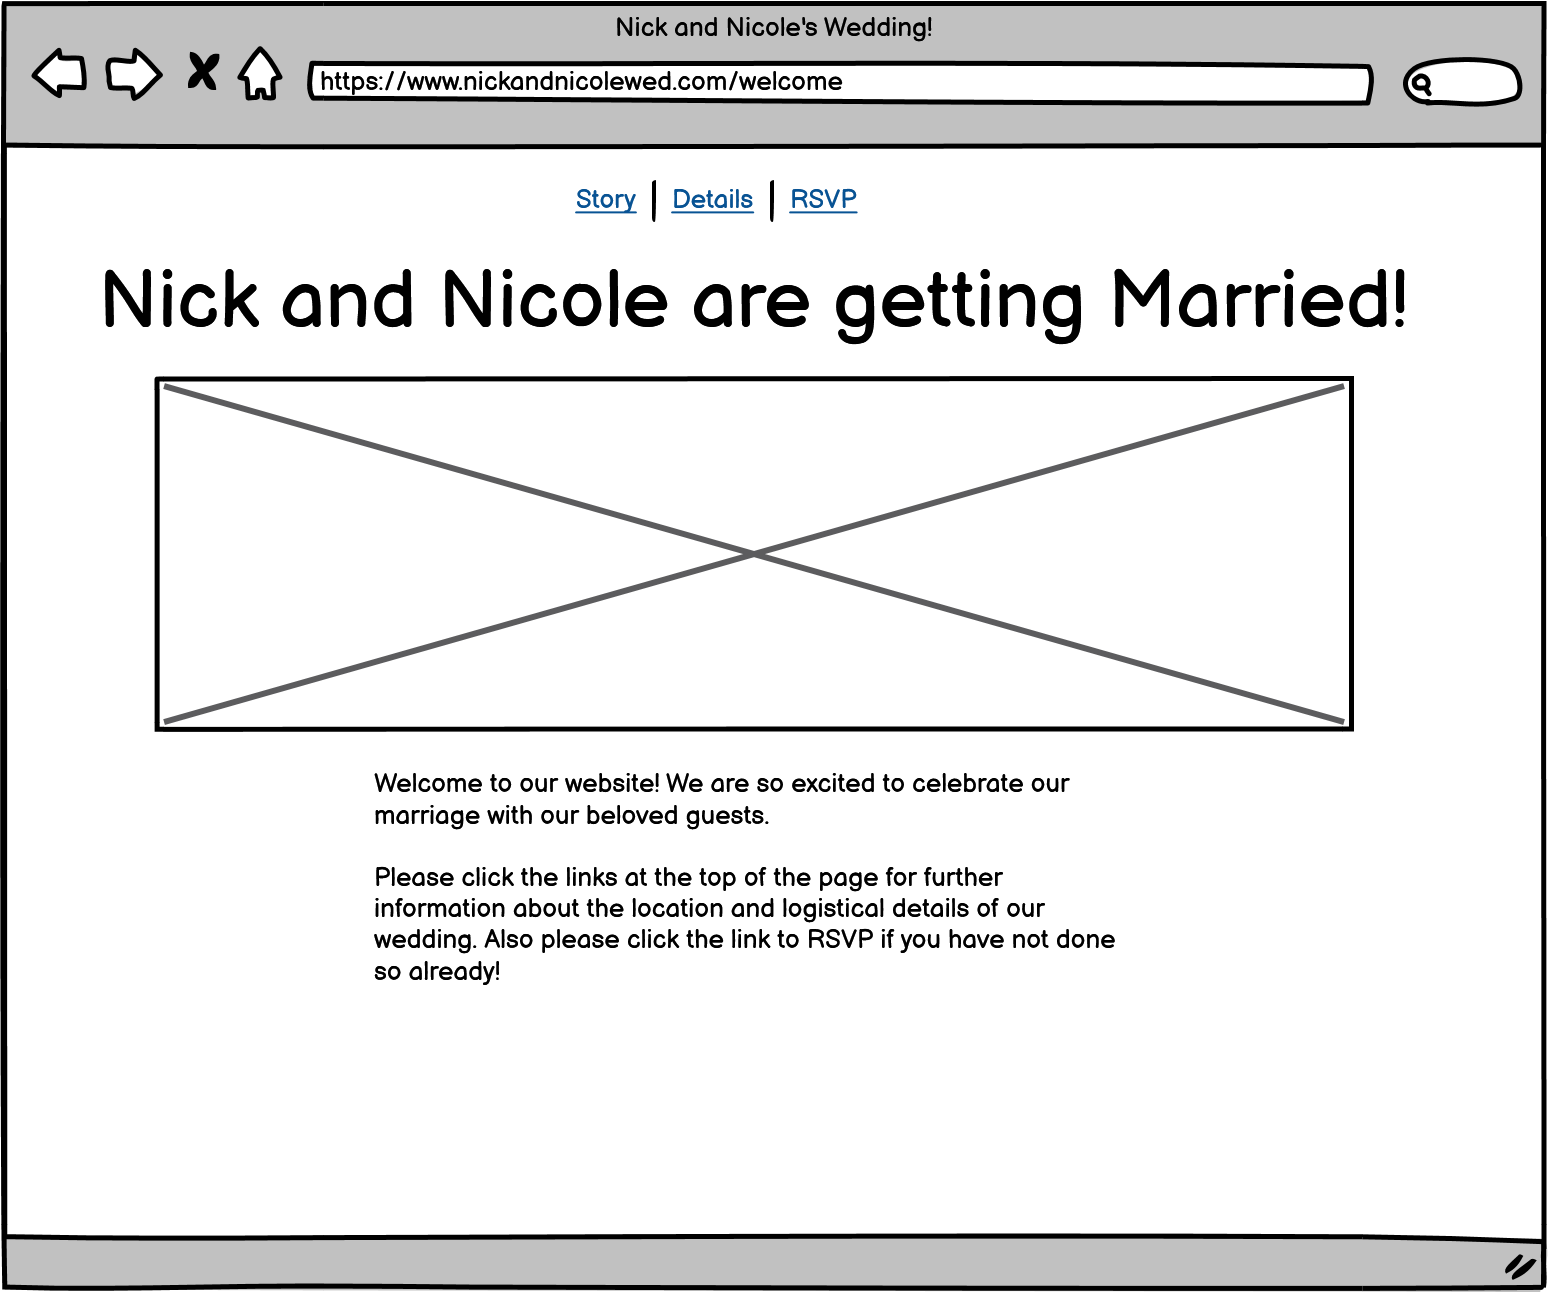 Nick and Nicole's Wedding!
https://www.nickandnicolewed.com/welcome
Story | Details | RSVP
Nick and Nicole are getting Married!
Welcome to our website! We are so excited to celebrate our
marriage with our beloved guests.
Please click the links at the top of the page for further
information about the location and logistical details of our
wedding. Also please click the link to RSVP if you have not done
so already!